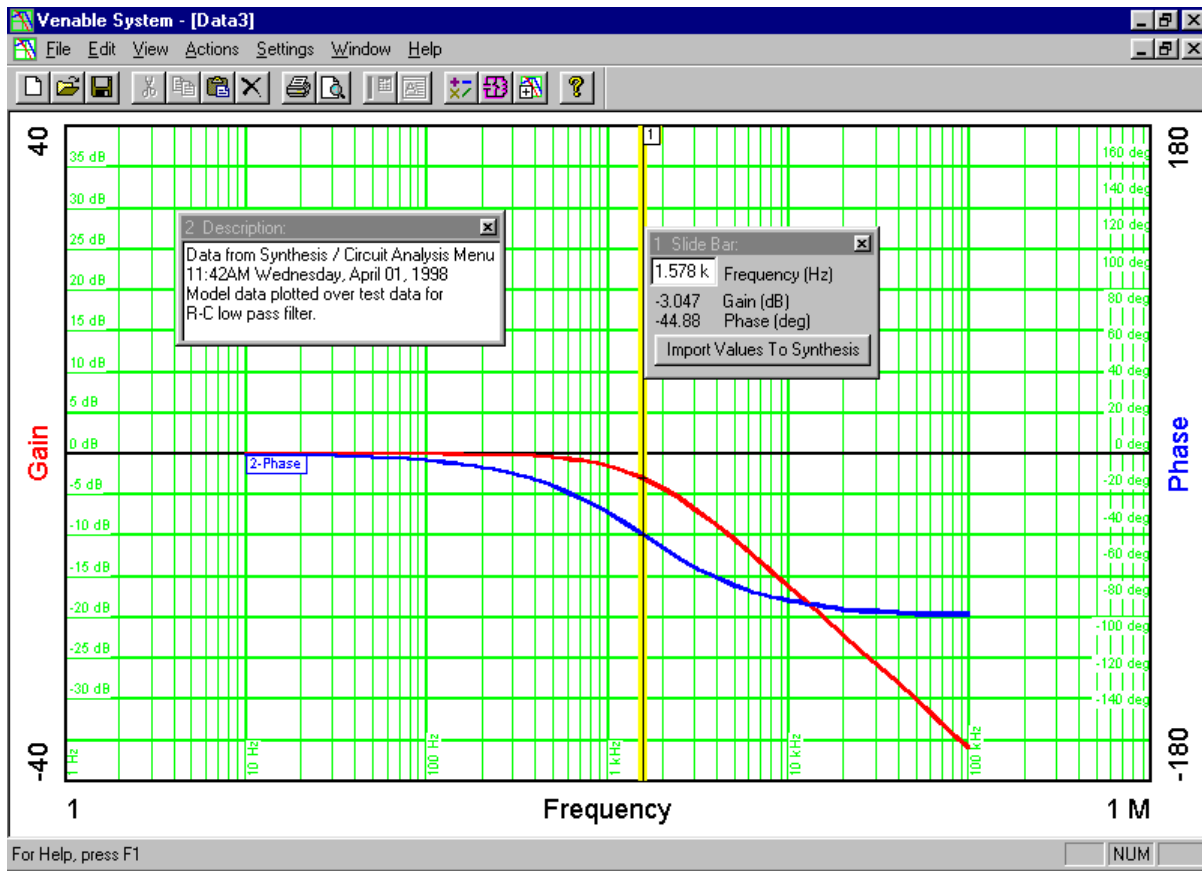 Venable System - [Data3]
File Edit View Actions Settings Window Help
40
180
1
35 dB
30 dB
25 dB
20 dB
15 dB
10 dB
5 dB
0 dB
-5 dB
-10 dB
-15 dB
-20 dB
-25 dB
-30 dB
160 deg
140 deg
120 deg
100 deg
80 deg
60 deg
40 deg
20 deg
0 deg
-20 deg
-40 deg
-60 deg
-80 deg
-100 deg
-120 deg
-140 deg
2 Description:
Data from Synthesis / Circuit Analysis Menu
11:42AM Wednesday, April 01, 1998
Model data plotted over test data for
R-C low pass filter.
1 Slide Bar:
1.578 k Frequency (Hz)
-3.047 Gain (dB)
-44.88 Phase (deg)
Import Values To Synthesis
2-Phase
Gain
Phase
1 Hz
10 Hz
100 Hz
1 kHz
10 kHz
100 kHz
-40
-180
1
Frequency
1 M
For Help, press F1
NUM